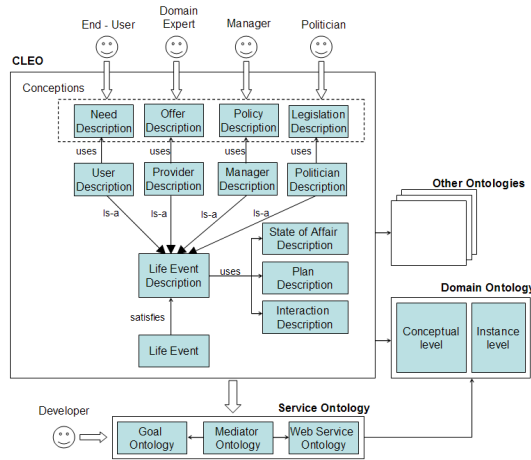 End - User
Domain
Expert
Manager
Politician
CLEO
Conceptions
Need
Description
Offer
Description
Policy
Description
Legislation
Description
uses
uses
uses
uses
User
Description
Provider
Description
Manager
Description
Politician
Description
Is-a
Is-a
Is-a
Is-a
Other Ontologies
Life Event
Description
uses
State of Affair
Description
Plan
Description
Interaction
Description
satisfies
Life Event
Domain Ontology
Conceptual
level
Instance
level
Developer
Service Ontology
Goal
Ontology
Mediator
Ontology
Web Service
Ontology